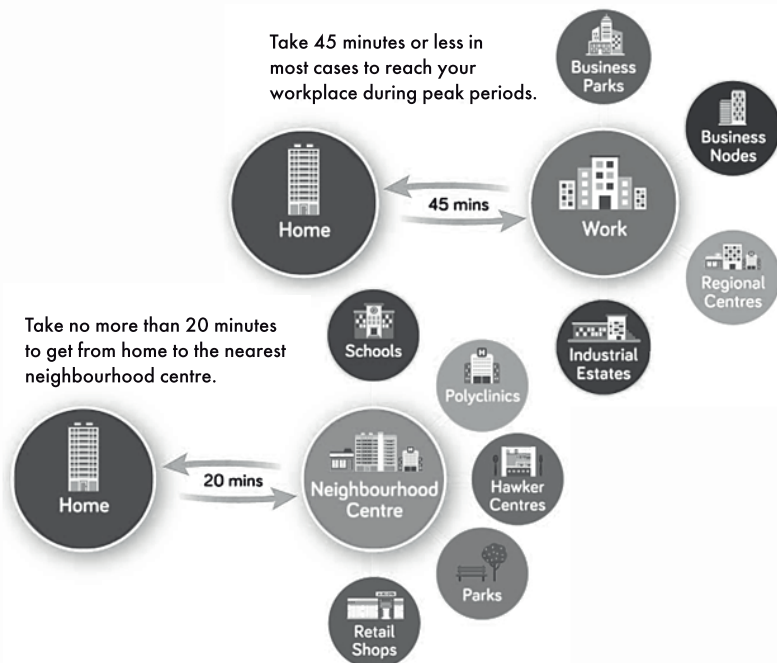 Take 45 minutes or less in
most cases to reach your
workplace during peak periods.
Business
Parks
Business
Nodes
Home
45 mins
Work
Regional
Centres
Industrial
Estates
Take no more than 20 minutes
to get from home to the nearest
neighbourhood centre.
Schools
H
Polyclinics
Home
20 mins
Neighbourhood
Centre
Hawker
Centres
Parks
Retail
Shops